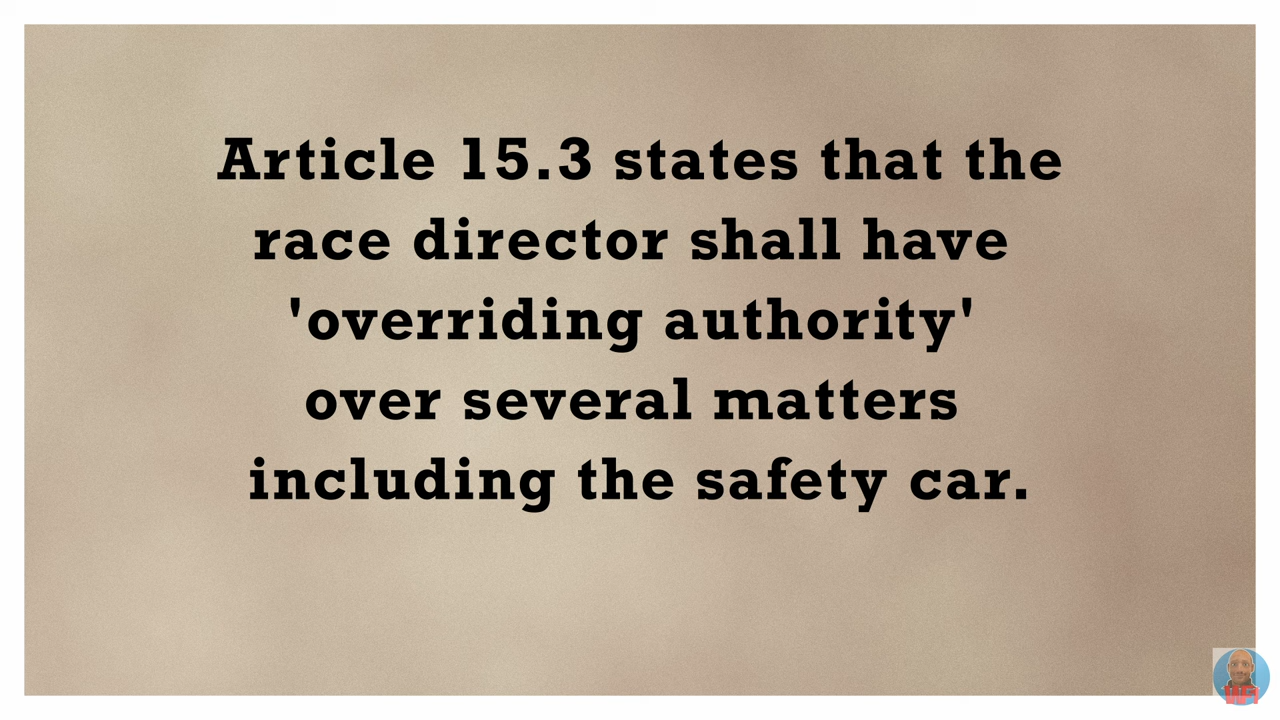 Article 15.3 states that the
race director shall have
'overriding authority'
over several matters
including the safety car.